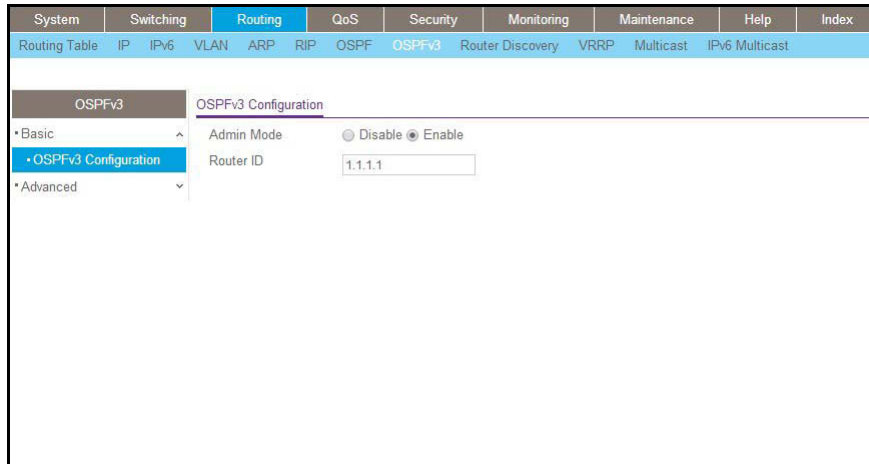 System Switching Routing QoS Security Monitoring Maintenance Help Index
Routing Table IP IPv6 VLAN ARP RIP OSPF OSPFv3 Router Discovery VRRP Multicast IPv6 Multicast
OSPFv3
Basic
OSPFv3 Configuration
Advanced
OSPFv3 Configuration
Admin Mode Disable Enable
Router ID 1.1.1.1